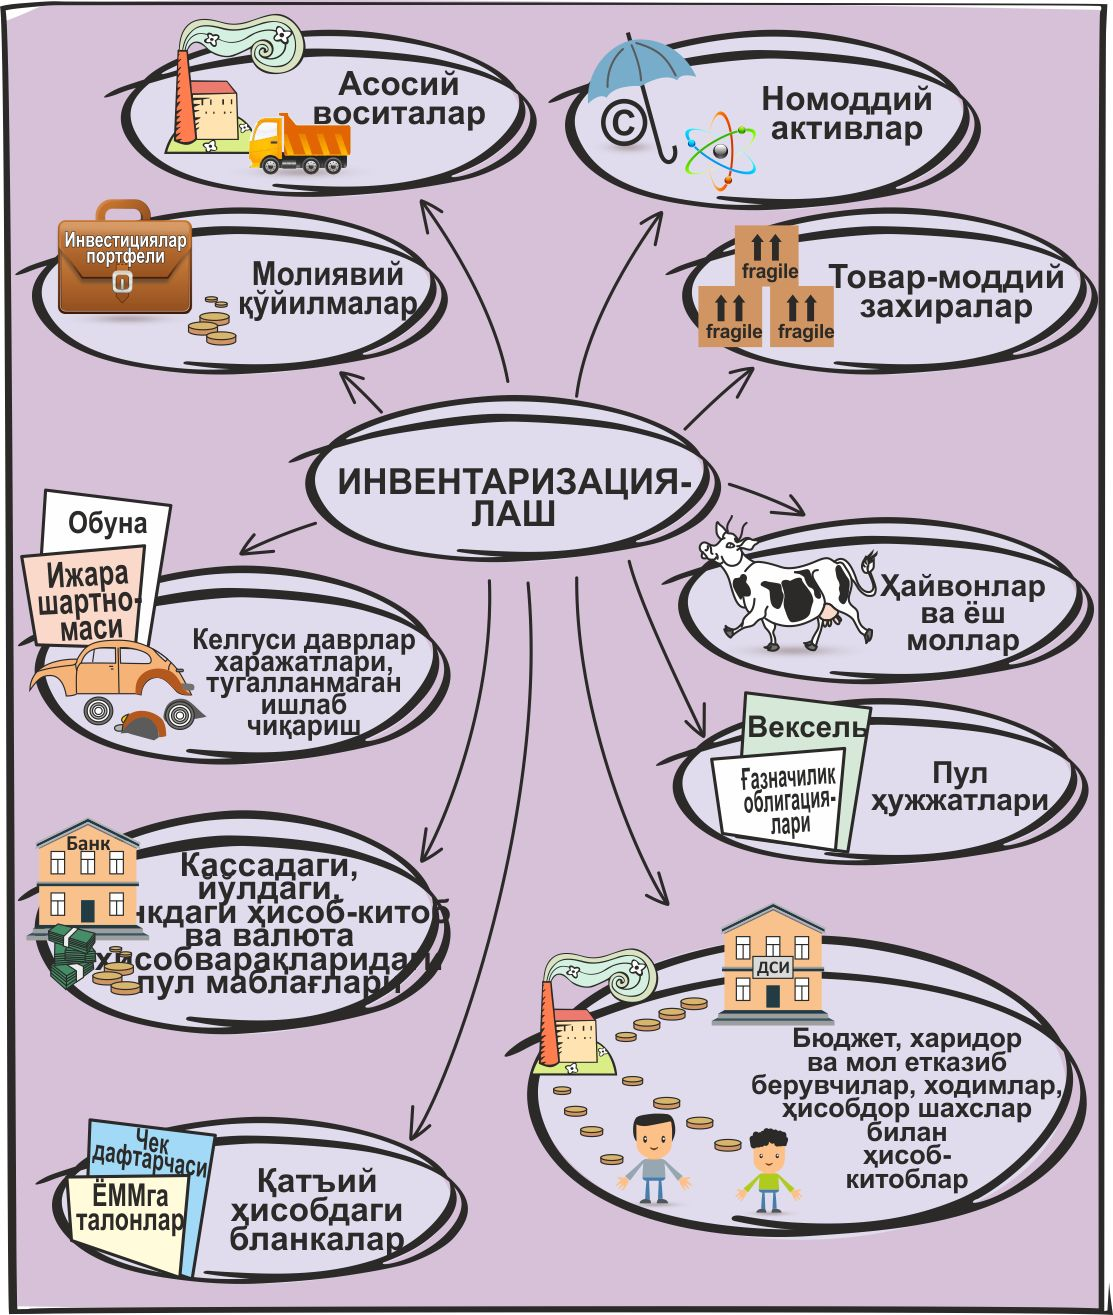 Асосий
воситалар
©
Номоддий
активлар
Инвестициялар
портфели
Молиявий
қўйилмалар
fragile
fragile
fragile
Товар-моддий
захиралар
ИНВЕНТАРИЗАЦИЯ-
ЛАШ
Обуна
Ижара
шартно-
маси
Келгуси даврлар
харажатлари,
тугалланмаган
ишлаб
чиқариш
Ҳайвонлар
ва ёш
моллар
Вексель
Ғазначилик
облигация-
лари
Пул
ҳужжатлари
Банк
Кассадаги,
йўлдаги,
нкдаги ҳисоб-китоб
ва валюта
ҳисобварақларидаги
пул маблағлари
ДСИ
Бюджет, харидор
ва мол етказиб
берувчилар, ходимлар,
ҳисобдор шахслар
билан
ҳисоб-
китоблар
Чек
дафтарчаси
ЁММга
талонлар
Қатъий
ҳисобдаги
бланкалар